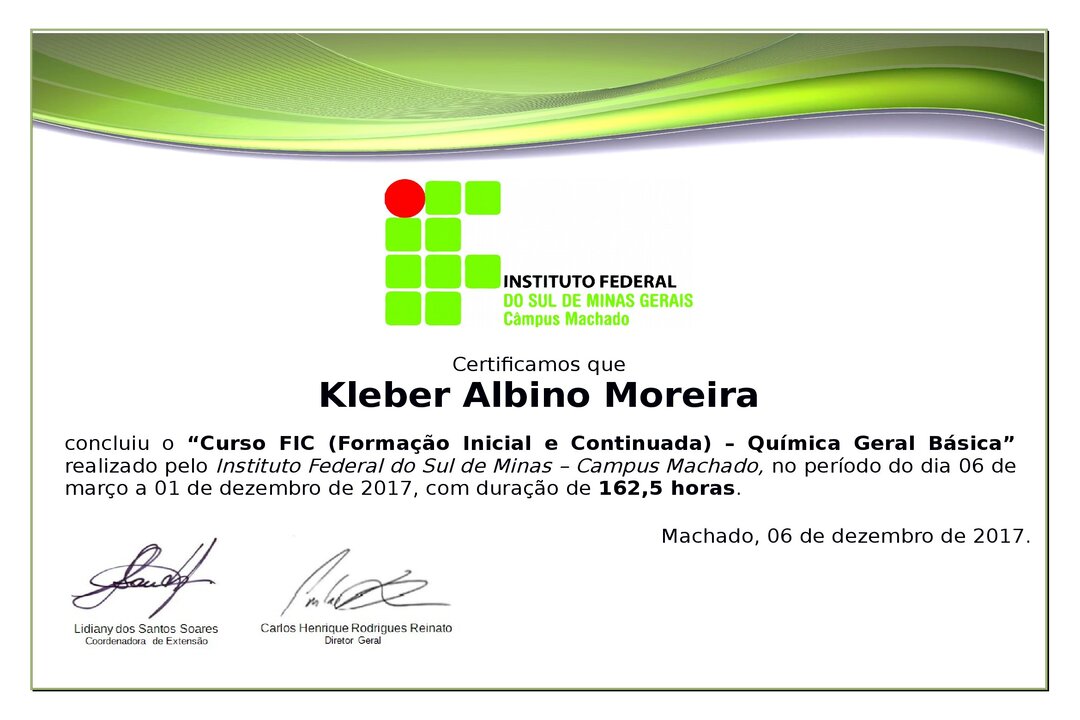 INSTITUTO FEDERAL
DO SUL DE MINAS GERAIS
Câmpus Machado
Certificamos que
Kleber Albino Moreira
concluiu o “Curso FIC (Formação Inicial e Continuada) – Química Geral Básica”
realizado pelo Instituto Federal do Sul de Minas – Campus Machado, no período do dia 06 de
março a 01 de dezembro de 2017, com duração de 162,5 horas.
Machado, 06 de dezembro de 2017.
Lidiany dos Santos Soares
Coordenadora de Extensão
Carlos Henrique Rodrigues Reinato
Diretor Geral